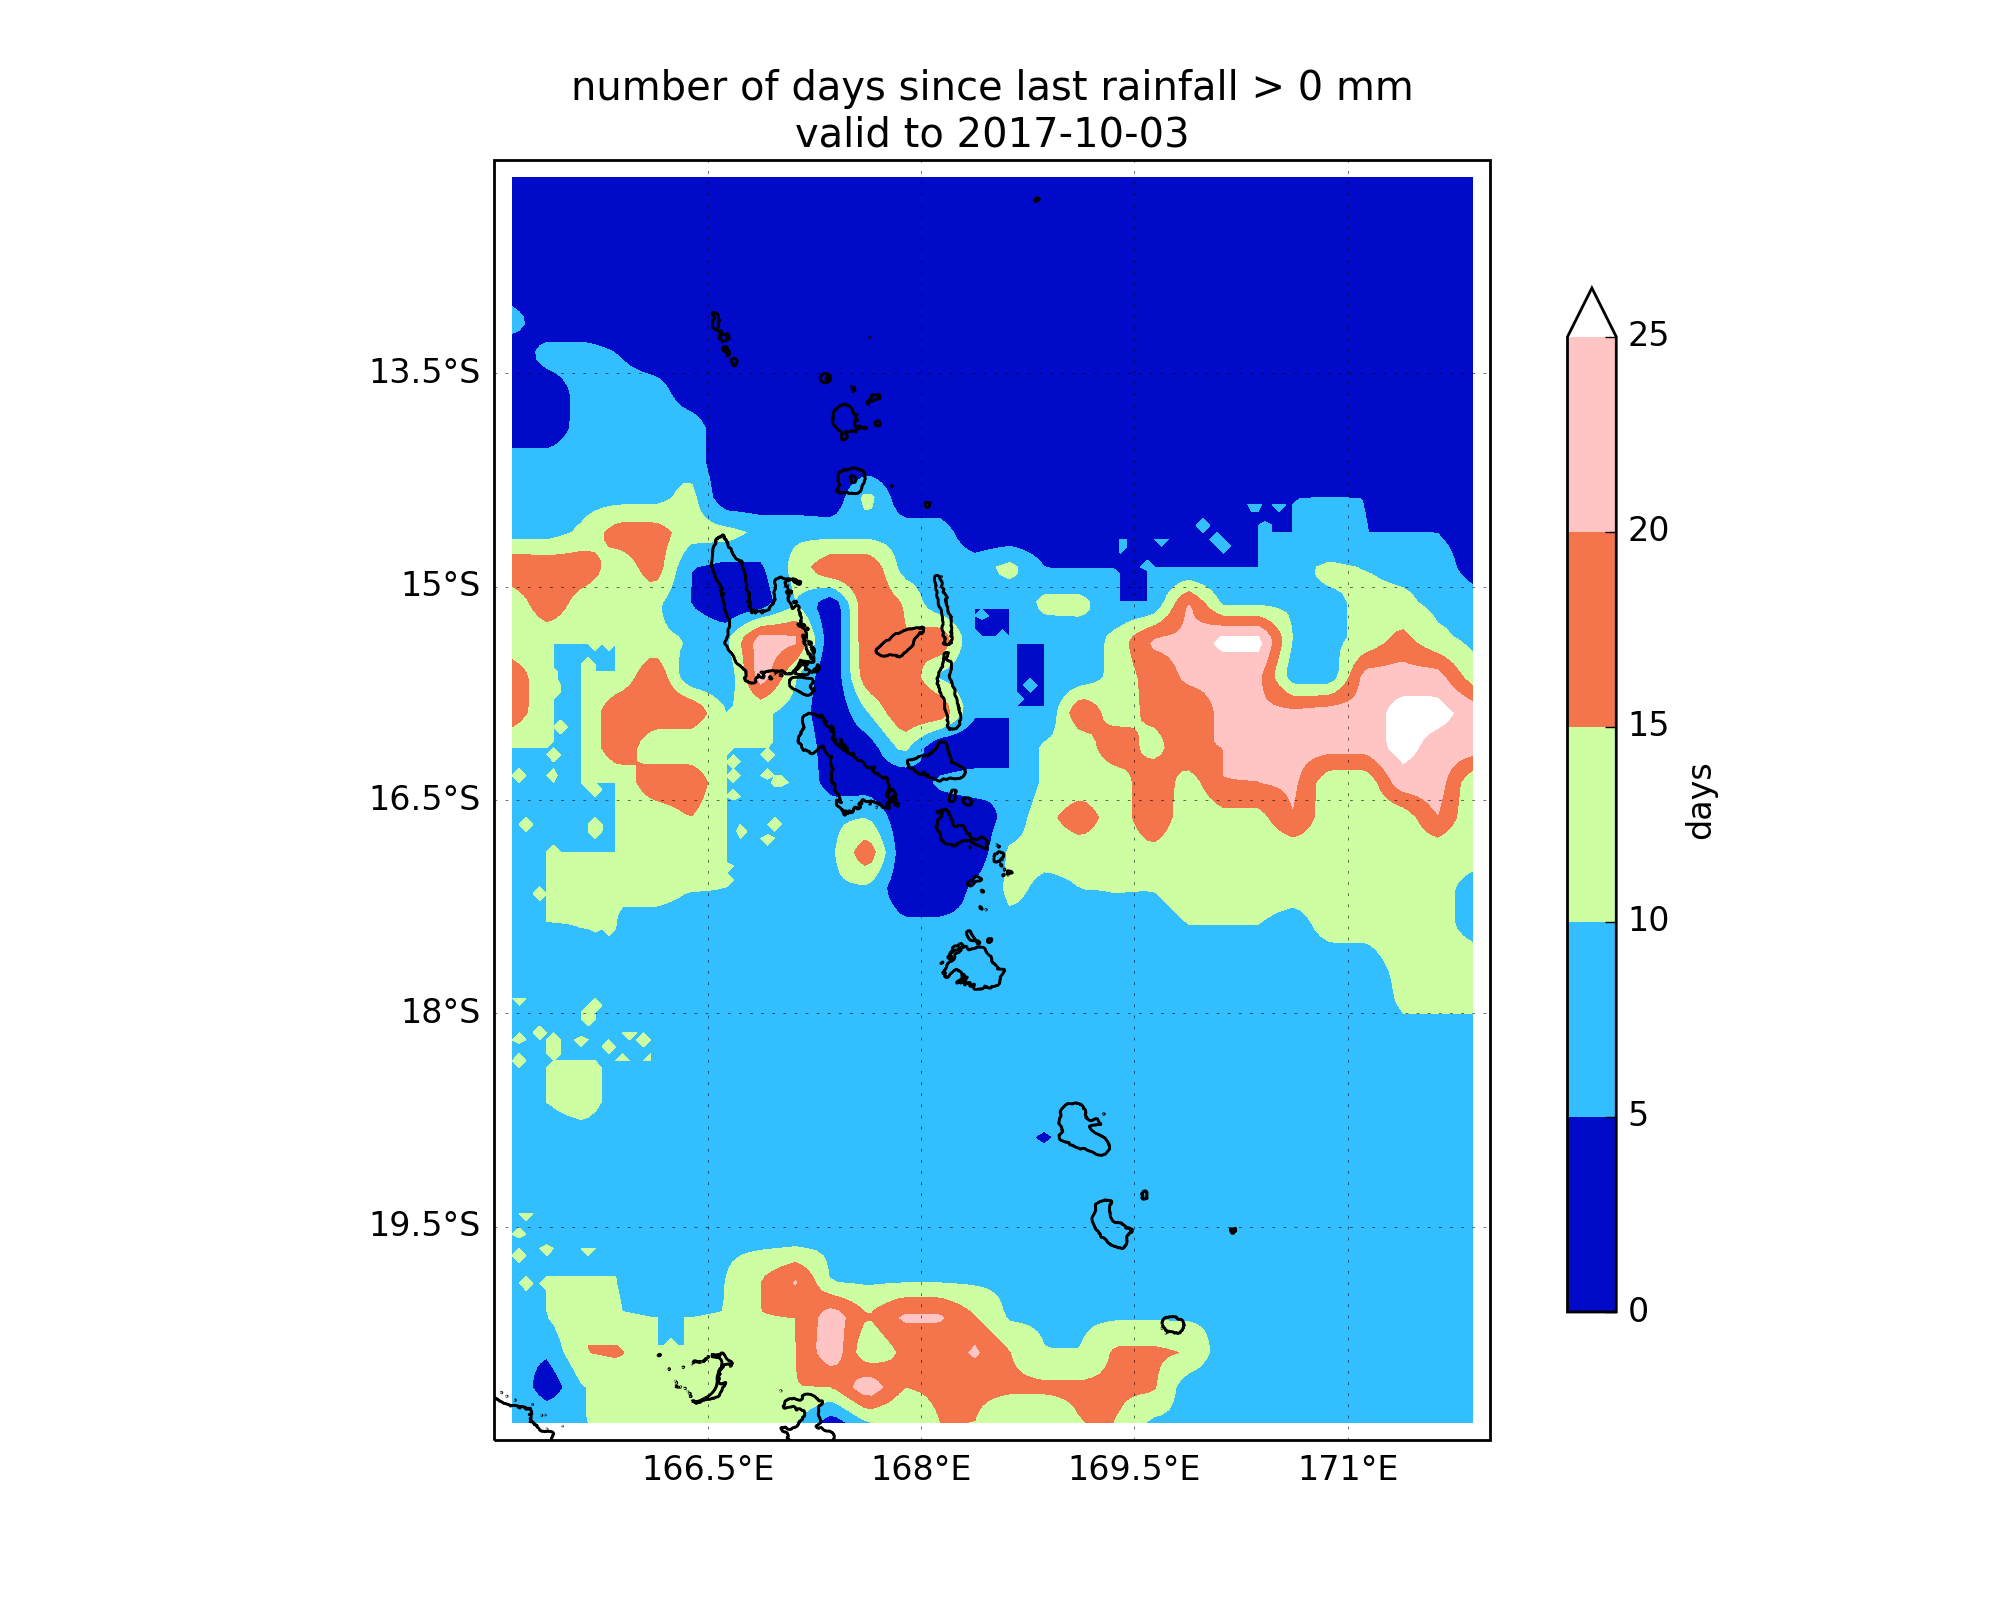 number of days since last rainfall > 0 mm
valid to 2017-10-03
13.5°S
15°S
16.5°S
18°S
19.5°S
166.5°E
168°E
169.5°E
171°E
25
20
15
10
5
0
days